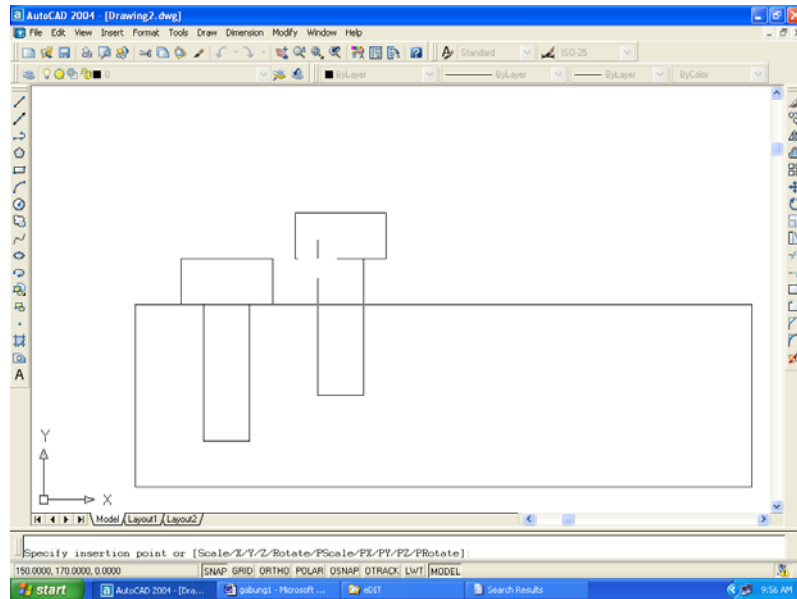 AutoCAD 2004 - [Drawing2.dwg]
File Edit View Insert Format Tools Draw Dimension Modify Window Help
Standard ISO-25
0 ByLayer ByLayer ByLayer ByColor
A
Y
X
Model Layout1 Layout2
Specify insertion point or [Scale/X/Y/Z/Rotate/PScale/PX/PY/PZ/PRotate]:
150.0000, 170.0000, 0.0000 SNAP GRID ORTHO POLAR OSNAP OTRACK LWT MODEL
start AutoCAD 2004 - [Dra... gabung1 - Microsoft ... eDIT Search Results 9:56 AM